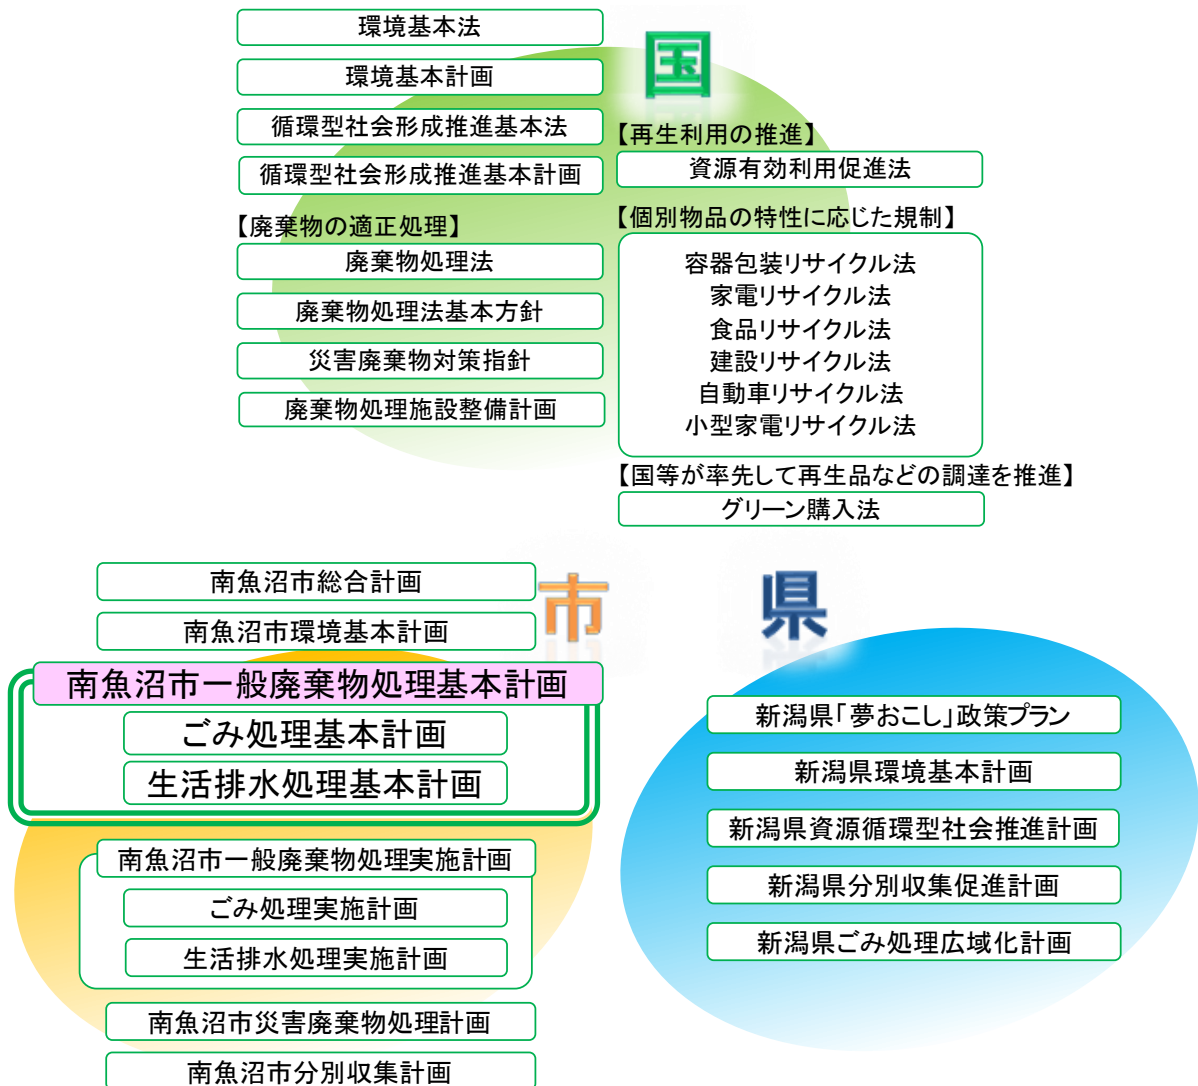 国
環境基本法
環境基本計画
循環型社会形成推進基本法
循環型社会形成推進基本計画
【廃棄物の適正処理】
廃棄物処理法
廃棄物処理法基本方針
災害廃棄物対策指針
廃棄物処理施設整備計画
【再生利用の推進】
資源有効利用促進法
【個別物品の特性に応じた規制】
容器包装リサイクル法
家電リサイクル法
食品リサイクル法
建設リサイクル法
自動車リサイクル法
小型家電リサイクル法
【国等が率先して再生品などの調達を推進】
グリーン購入法
市
南魚沼市総合計画
南魚沼市環境基本計画
南魚沼市一般廃棄物処理基本計画
ごみ処理基本計画
生活排水処理基本計画
南魚沼市一般廃棄物処理実施計画
ごみ処理実施計画
生活排水処理実施計画
南魚沼市災害廃棄物処理計画
南魚沼市分別収集計画
県
新潟県「夢おこし」政策プラン
新潟県環境基本計画
新潟県資源循環型社会推進計画
新潟県分別収集促進計画
新潟県ごみ処理広域化計画